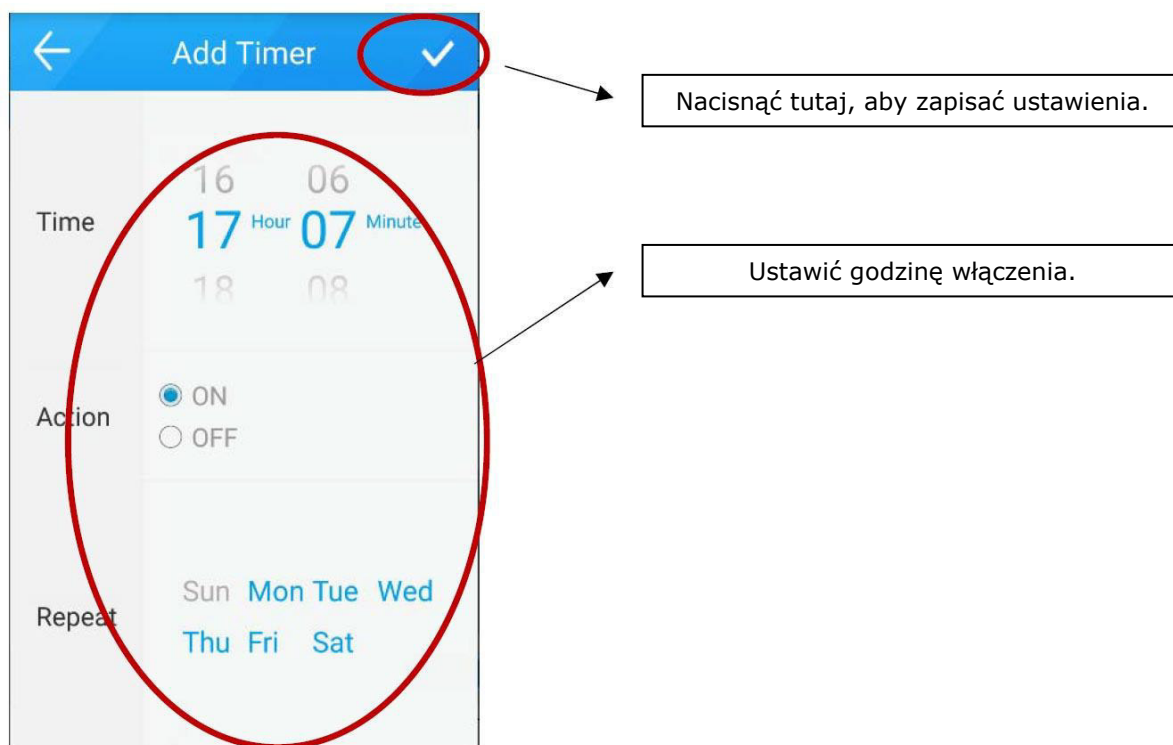 Add Timer
Nacisnąć tutaj, aby zapisać ustawienia.
16 06
Time 17 Hour 07 Minute
18 08
Ustawić godzinę włączenia.
ON
Action
OFF
Sun Mon Tue Wed
Repeat
Thu Fri Sat